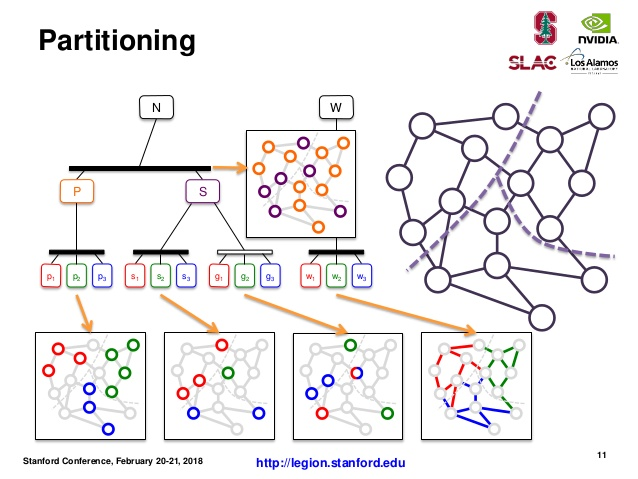 Partitioning
NVIDIA
SLAC
Los Alamos
N
W
P
S
p1 p2 p3 s1 s2 s3 g1 g2 g3 w1 w2 w3
Stanford Conference, February 20-21, 2018
http://legion.stanford.edu
11